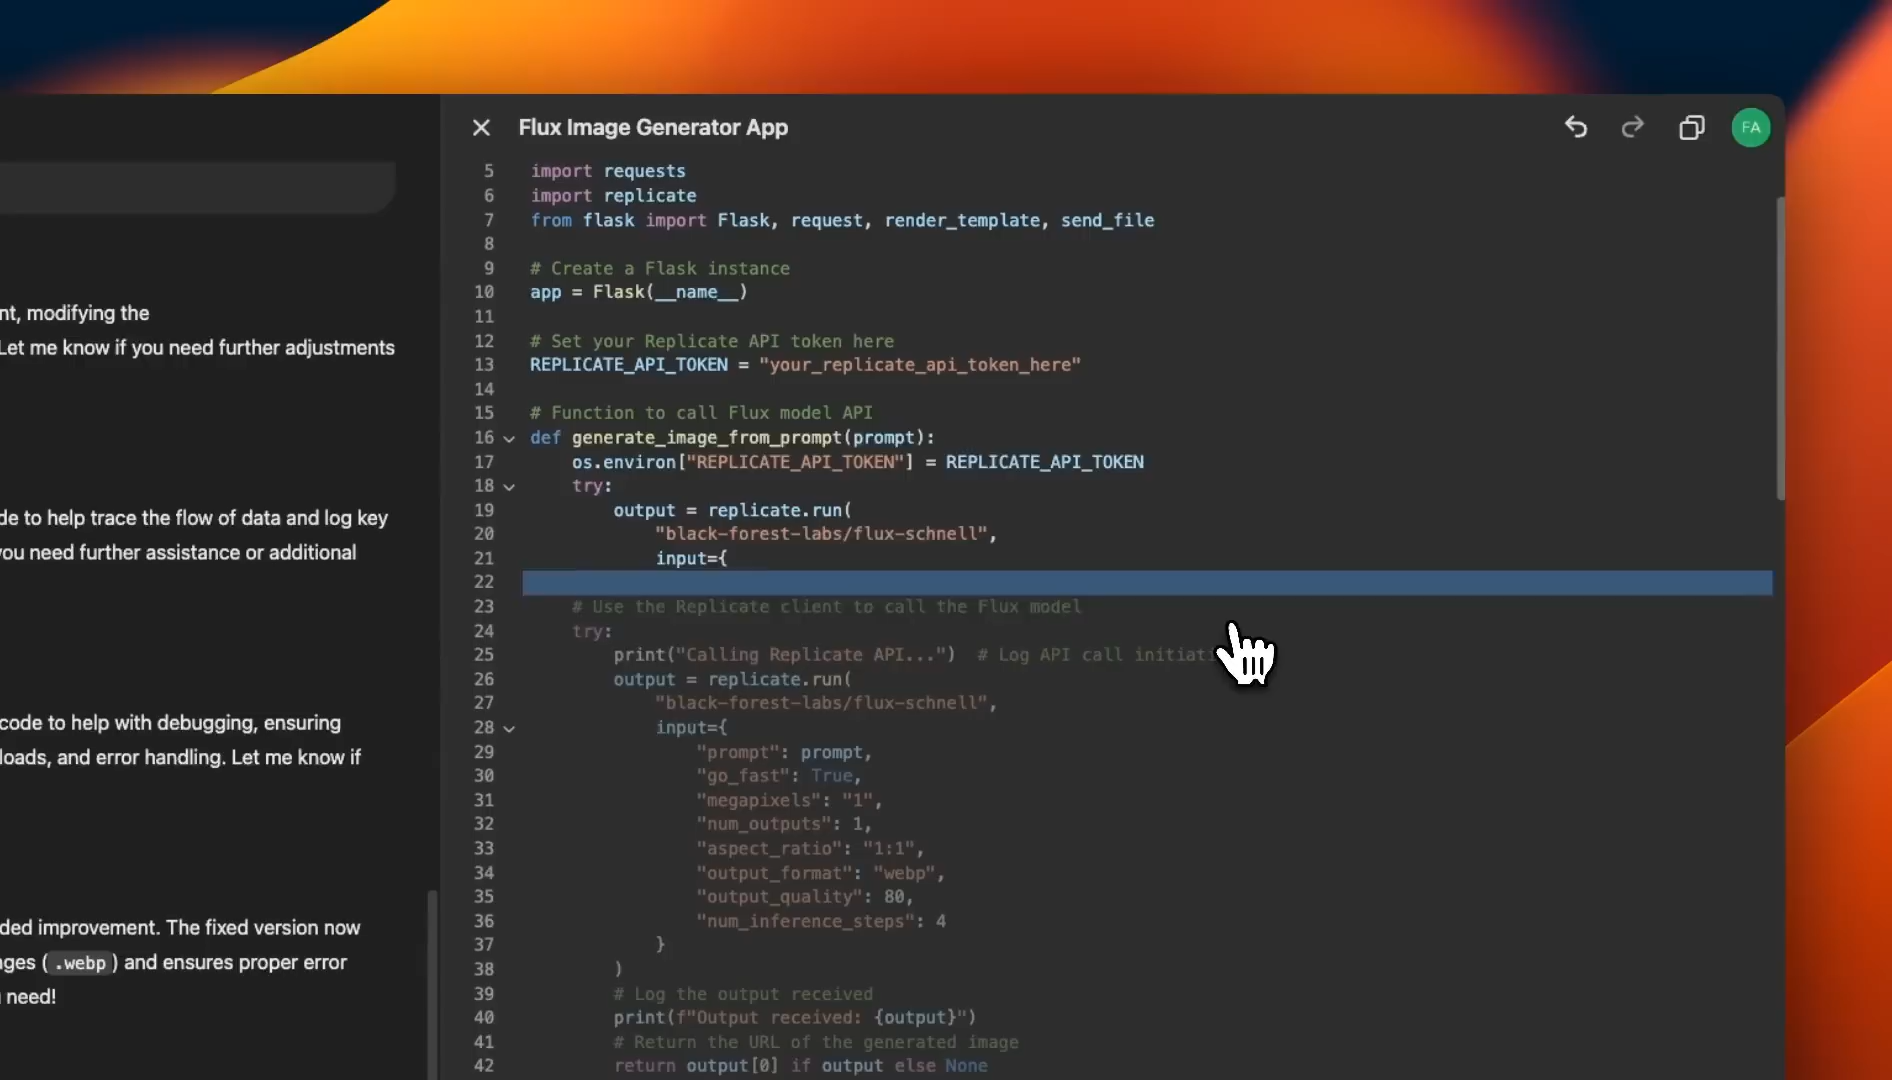 Flux Image Generator App
FA
5 import requests
6 import replicate
7 from flask import Flask, request, render_template, send_file
8
9 # Create a Flask instance
10 app = Flask(__name__)
11
12 # Set your Replicate API token here
13 REPLICATE_API_TOKEN = "your_replicate_api_token_here"
14
15 # Function to call Flux model API
16 def generate_image_from_prompt(prompt):
17 os.environ["REPLICATE_API_TOKEN"] = REPLICATE_API_TOKEN
18 try:
19 output = replicate.run(
20 "black-forest-labs/flux-schnell",
21 input={
22
23 # Use the Replicate client to call the Flux model
24 try:
25 print("Calling Replicate API...") # Log API call initiati
26 output = replicate.run(
27 "black-forest-labs/flux-schnell",
28 input={
29 "prompt": prompt,
30 "go_fast": True,
31 "megapixels": "1",
32 "num_outputs": 1,
33 "aspect_ratio": "1:1",
34 "output_format": "webp",
35 "output_quality": 80,
36 "num_inference_steps": 4
37 }
38 )
39 # Log the output received
40 print(f"Output received: {output}")
41 # Return the URL of the generated image
42 return output[0] if output else None
nt, modifying the
Let me know if you need further adjustments
de to help trace the flow of data and log key
you need further assistance or additional
code to help with debugging, ensuring
loads, and error handling. Let me know if
ded improvement. The fixed version now
ages (.webp) and ensures proper error
need!